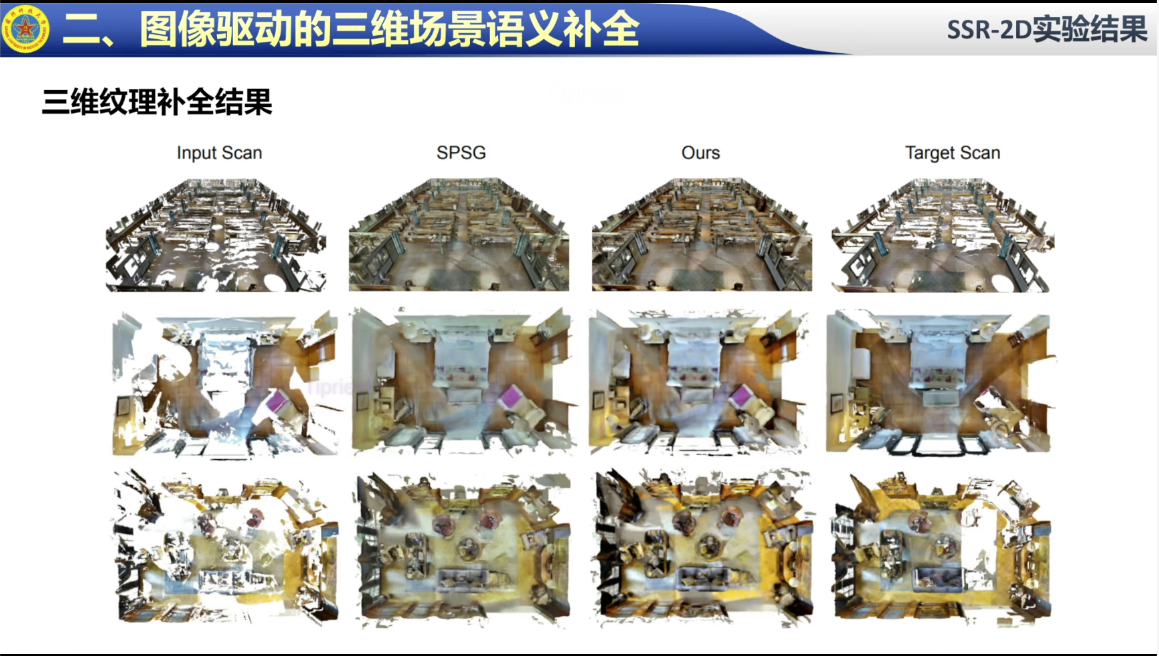 二、图像驱动的三维场景语义补全
SSR-2D实验结果
三维纹理补全结果
Input Scan
SPSG
Ours
Target Scan